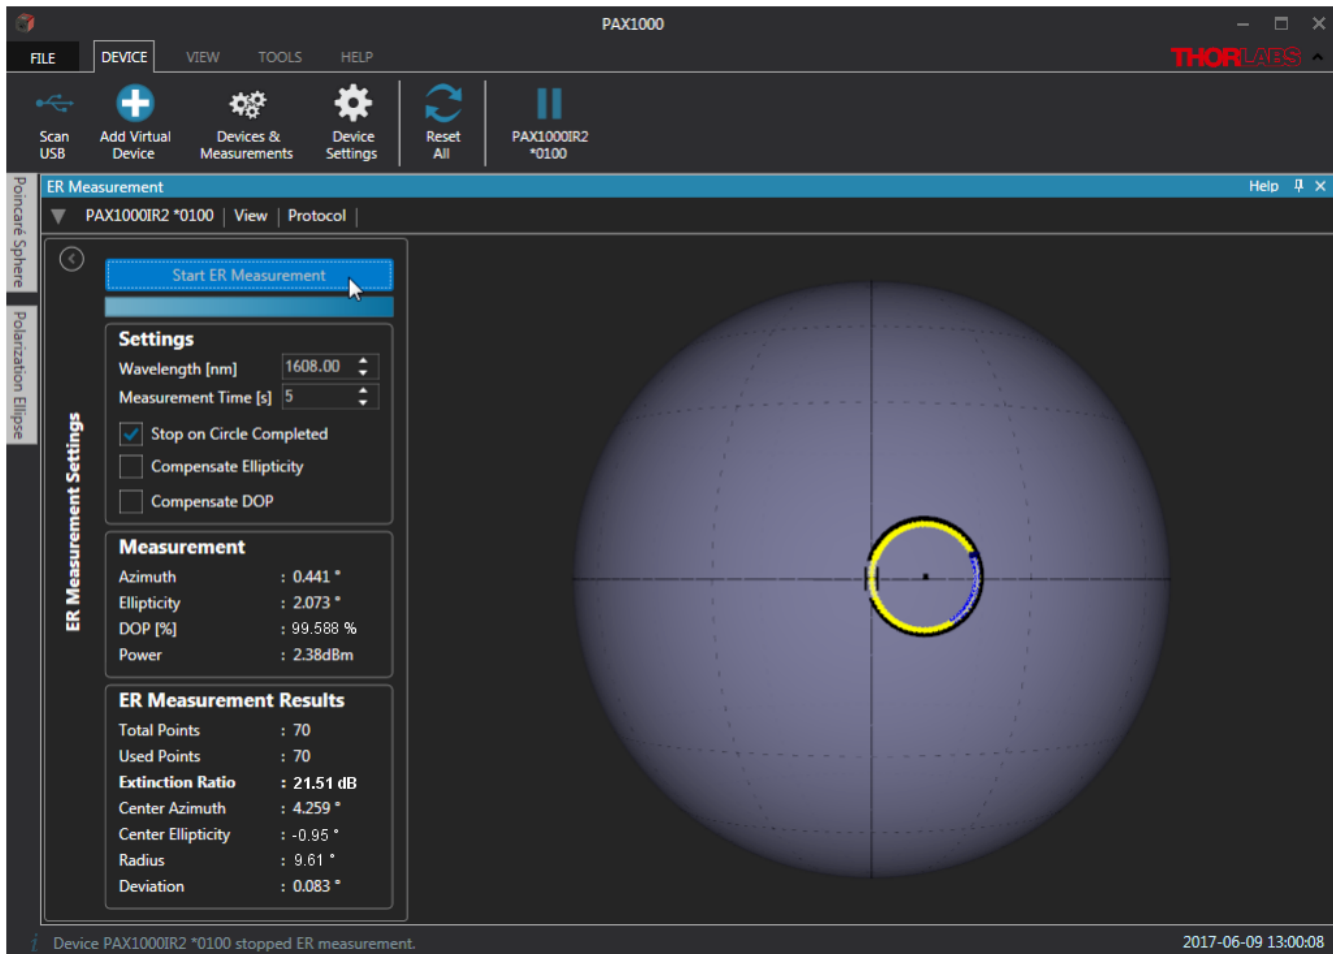 PAX1000
FILE DEVICE VIEW TOOLS HELP
THORLABS
Scan USB
Add Virtual Device
Devices & Measurements
Device Settings
Reset All
PAX1000IR2 *0100
Poincaré Sphere
Polarization Ellipse
ER Measurement
Help
PAX1000IR2 *0100 | View | Protocol |
ER Measurement Settings
Start ER Measurement
Settings
Wavelength [nm] 1608.00
Measurement Time [s] 5
Stop on Circle Completed
Compensate Ellipticity
Compensate DOP
Measurement
Azimuth : 0.441 °
Ellipticity : 2.073 °
DOP [%] : 99.588 %
Power : 2.38dBm
ER Measurement Results
Total Points : 70
Used Points : 70
Extinction Ratio : 21.51 dB
Center Azimuth : 4.259 °
Center Ellipticity : -0.95 °
Radius : 9.61 °
Deviation : 0.083 °
H
i Device PAX1000IR2 *0100 stopped ER measurement.
2017-06-09 13:00:08